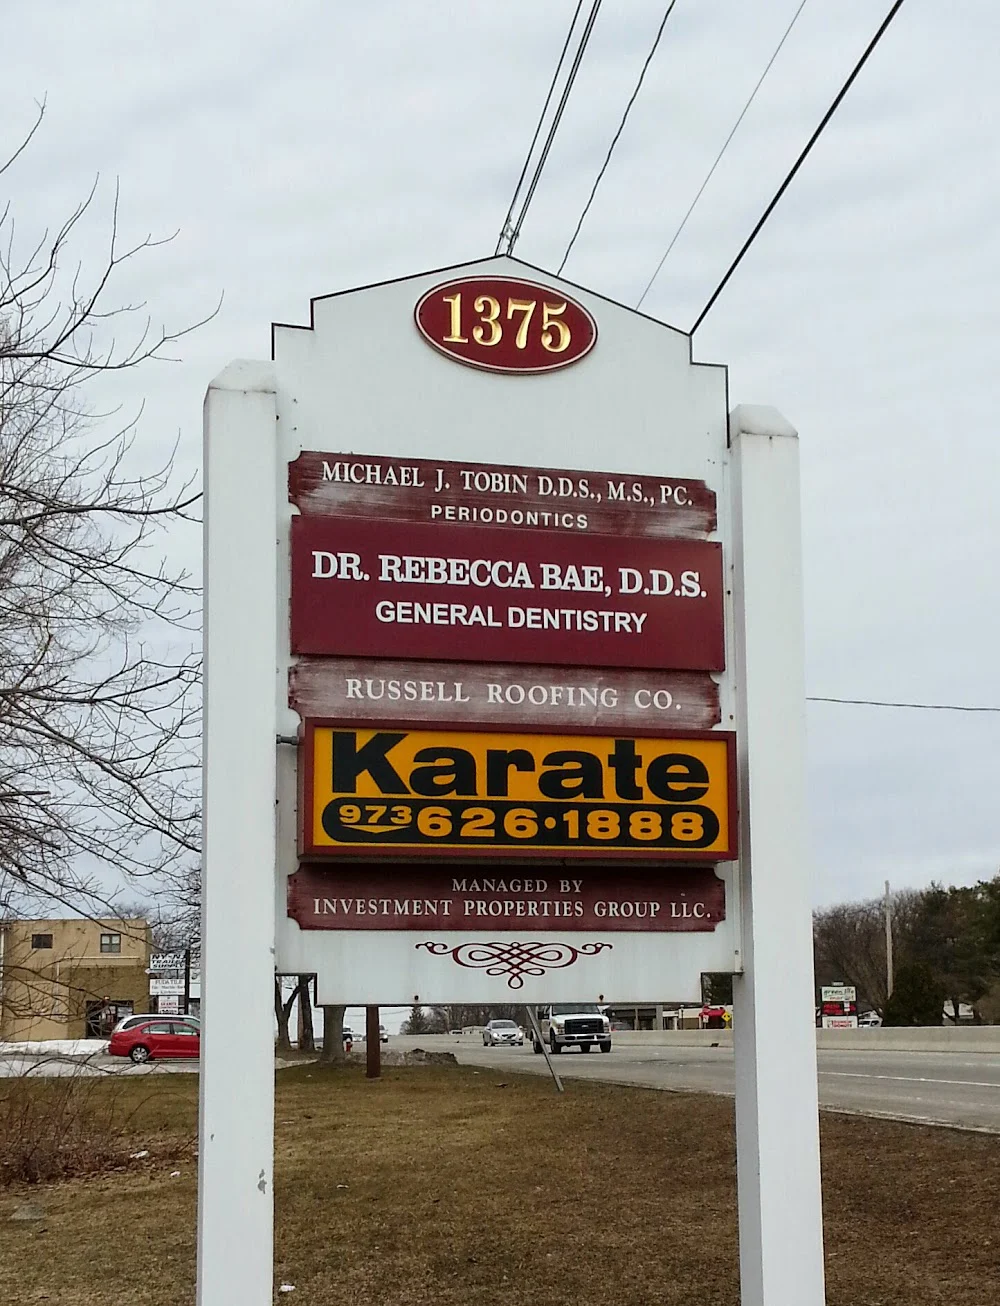 1375
MICHAEL J. TOBIN D.D.S., M.S., PC.
PERIODONTICS
DR. REBECCA BAE, D.D.S.
GENERAL DENTISTRY
RUSSELL ROOFING CO.
Karate
973 626·1888
MANAGED BY
INVESTMENT PROPERTIES GROUP LLC.